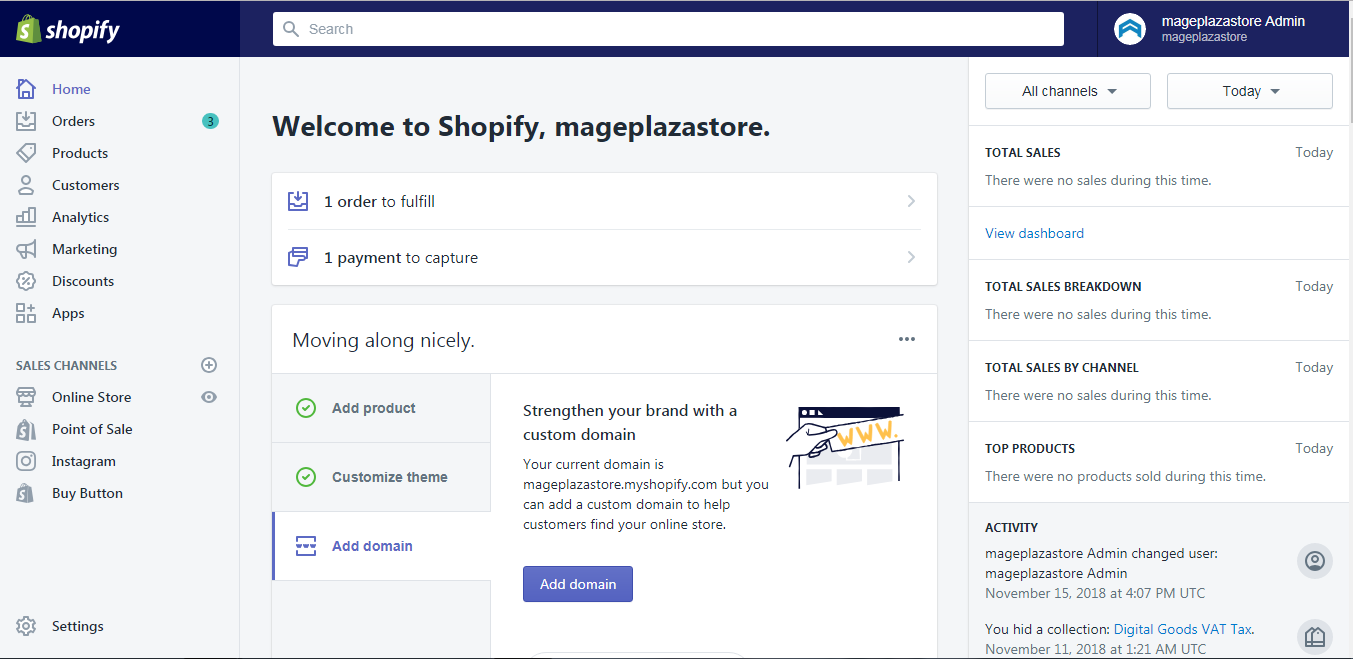 shopify
Search
mageplazastore Admin
mageplazastore
Home
Orders
3
Products
Customers
Analytics
Marketing
Discounts
Apps
SALES CHANNELS
Online Store
Point of Sale
Instagram
Buy Button
Settings
Welcome to Shopify, mageplazastore.
1 order to fulfill
1 payment to capture
Moving along nicely.
Add product
Customize theme
Add domain
Strengthen your brand with a
custom domain
Your current domain is
mageplazastore.myshopify.com but you
can add a custom domain to help
customers find your online store.
Add domain
WWW.
All channels
Today
TOTAL SALES
Today
There were no sales during this time.
View dashboard
TOTAL SALES BREAKDOWN
Today
There were no sales during this time.
TOTAL SALES BY CHANNEL
Today
There were no sales during this time.
TOP PRODUCTS
Today
There were no products sold during this time.
ACTIVITY
mageplazastore Admin changed user:
mageplazastore Admin
November 15, 2018 at 4:07 PM UTC
You hid a collection: Digital Goods VAT Tax.
November 11, 2018 at 1:21 AM UTC